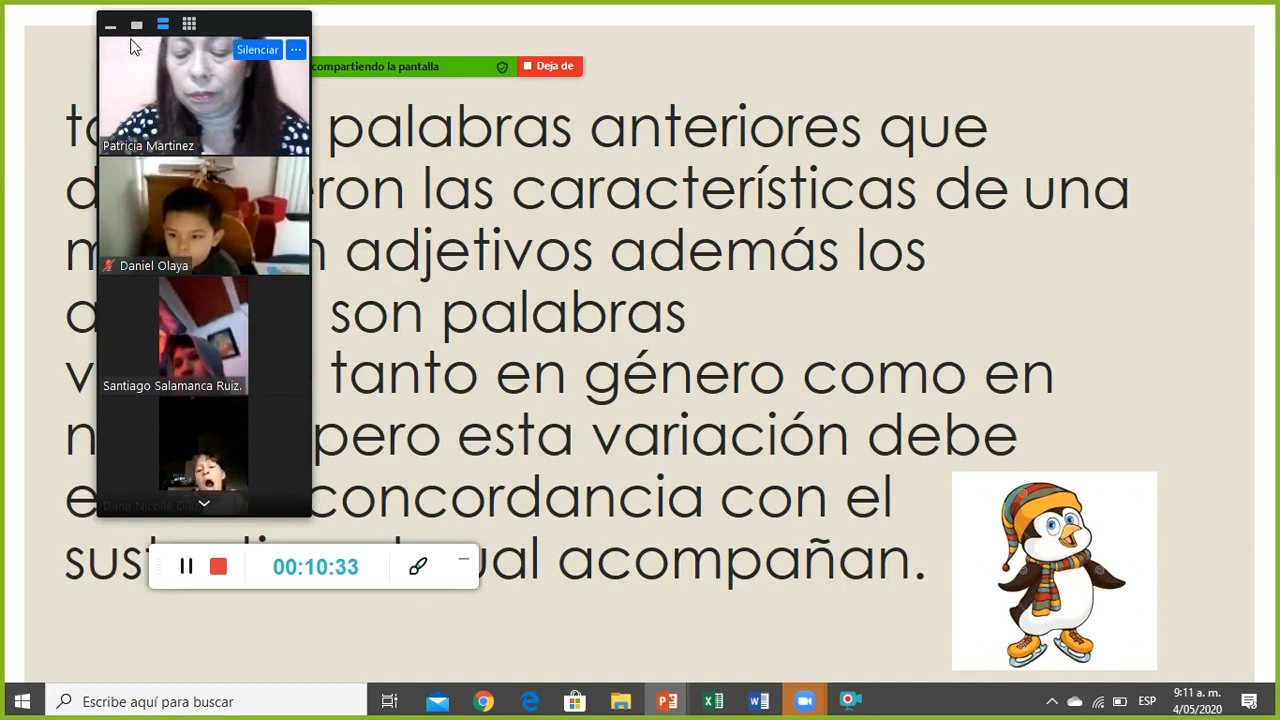 Silenciar
compartiendo la pantalla
Deja de
Patricia Martinez
Daniel Olaya
Santiago Salamanca Ruiz.
Dana Nicolle
palabras anteriores que
las características de una
adjetivos además los
son palabras
tanto en género como en
pero esta variación debe
concordancia con el
acompañan.
00:10:33
Escribe aquí para buscar
ESP
9:11 a. m.
4/05/2020